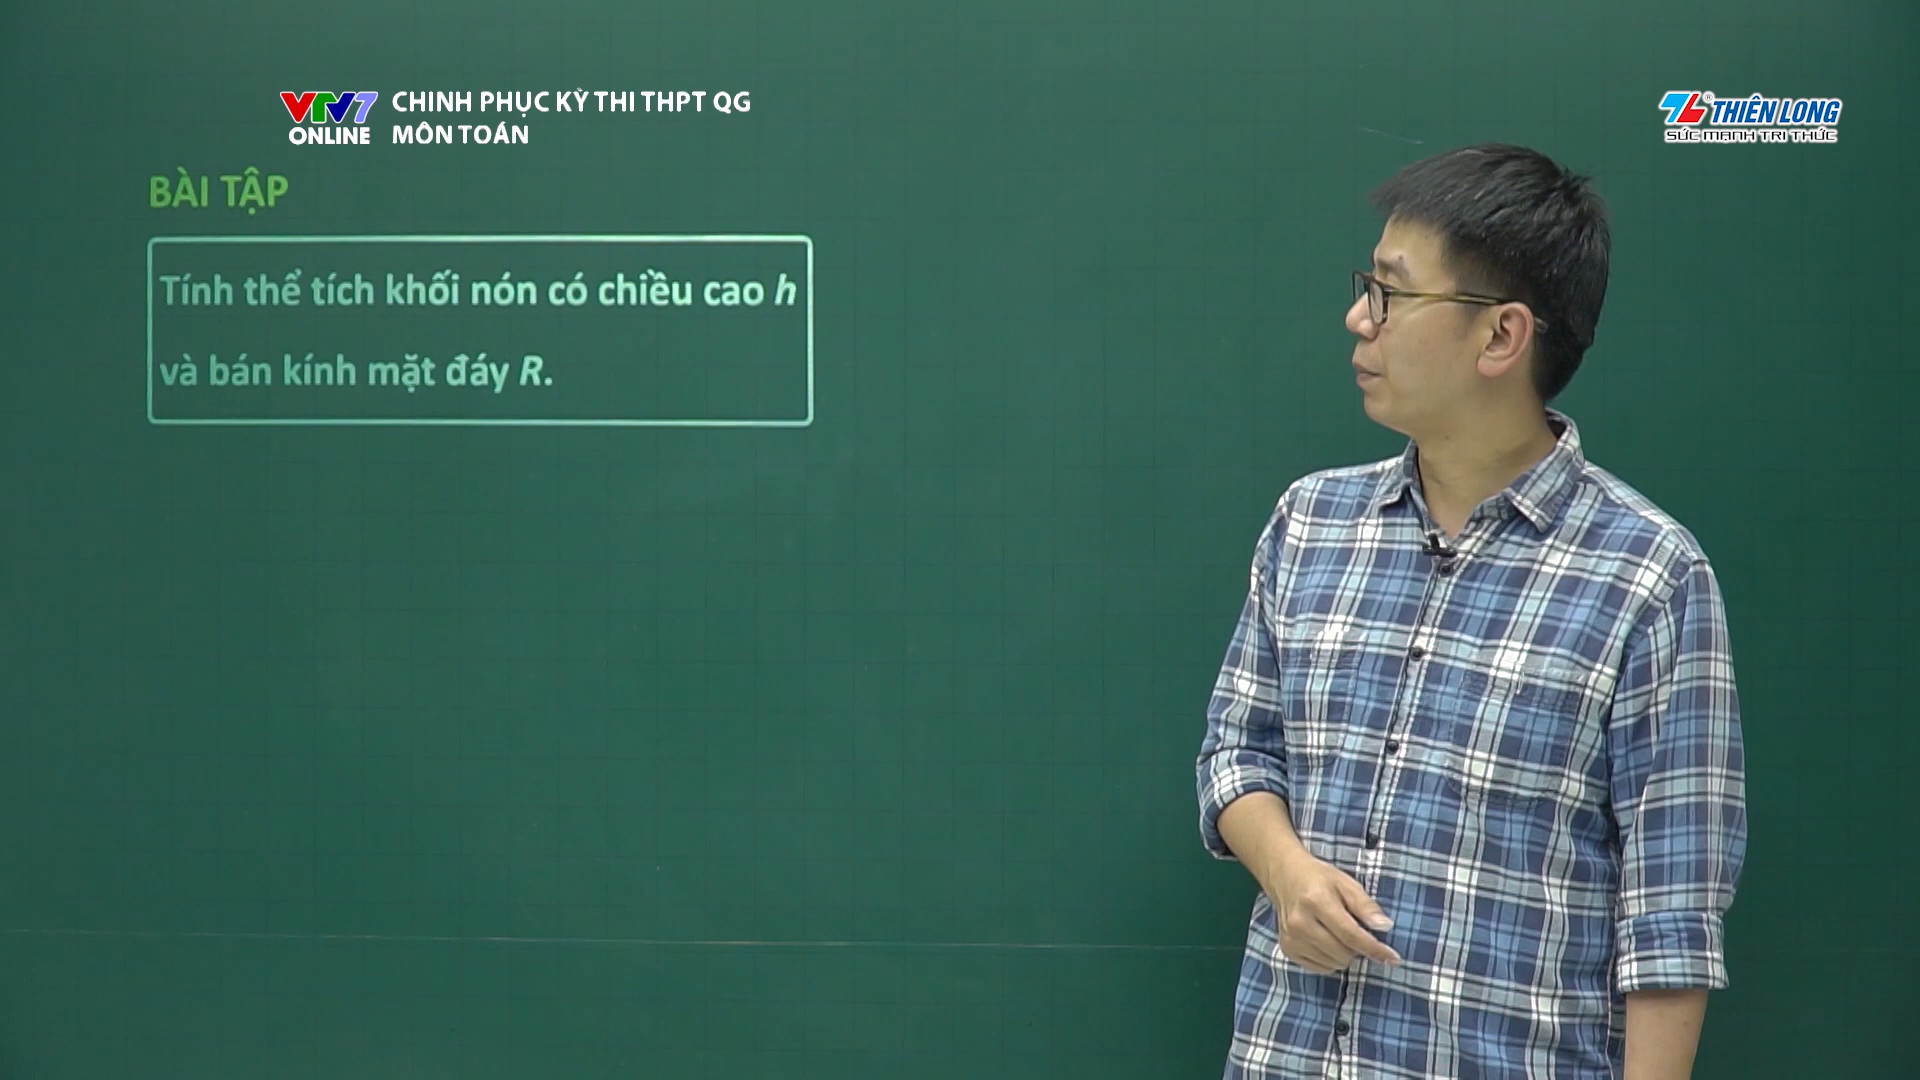 VTV7
ONLINE
CHINH PHỤC KỲ THI THPT QG
MÔN TOÁN
THIÊN LONG
SỨC MẠNH TRI THỨC
BÀI TẬP
Tính thể tích khối nón có chiều cao h
và bán kính mặt đáy R.